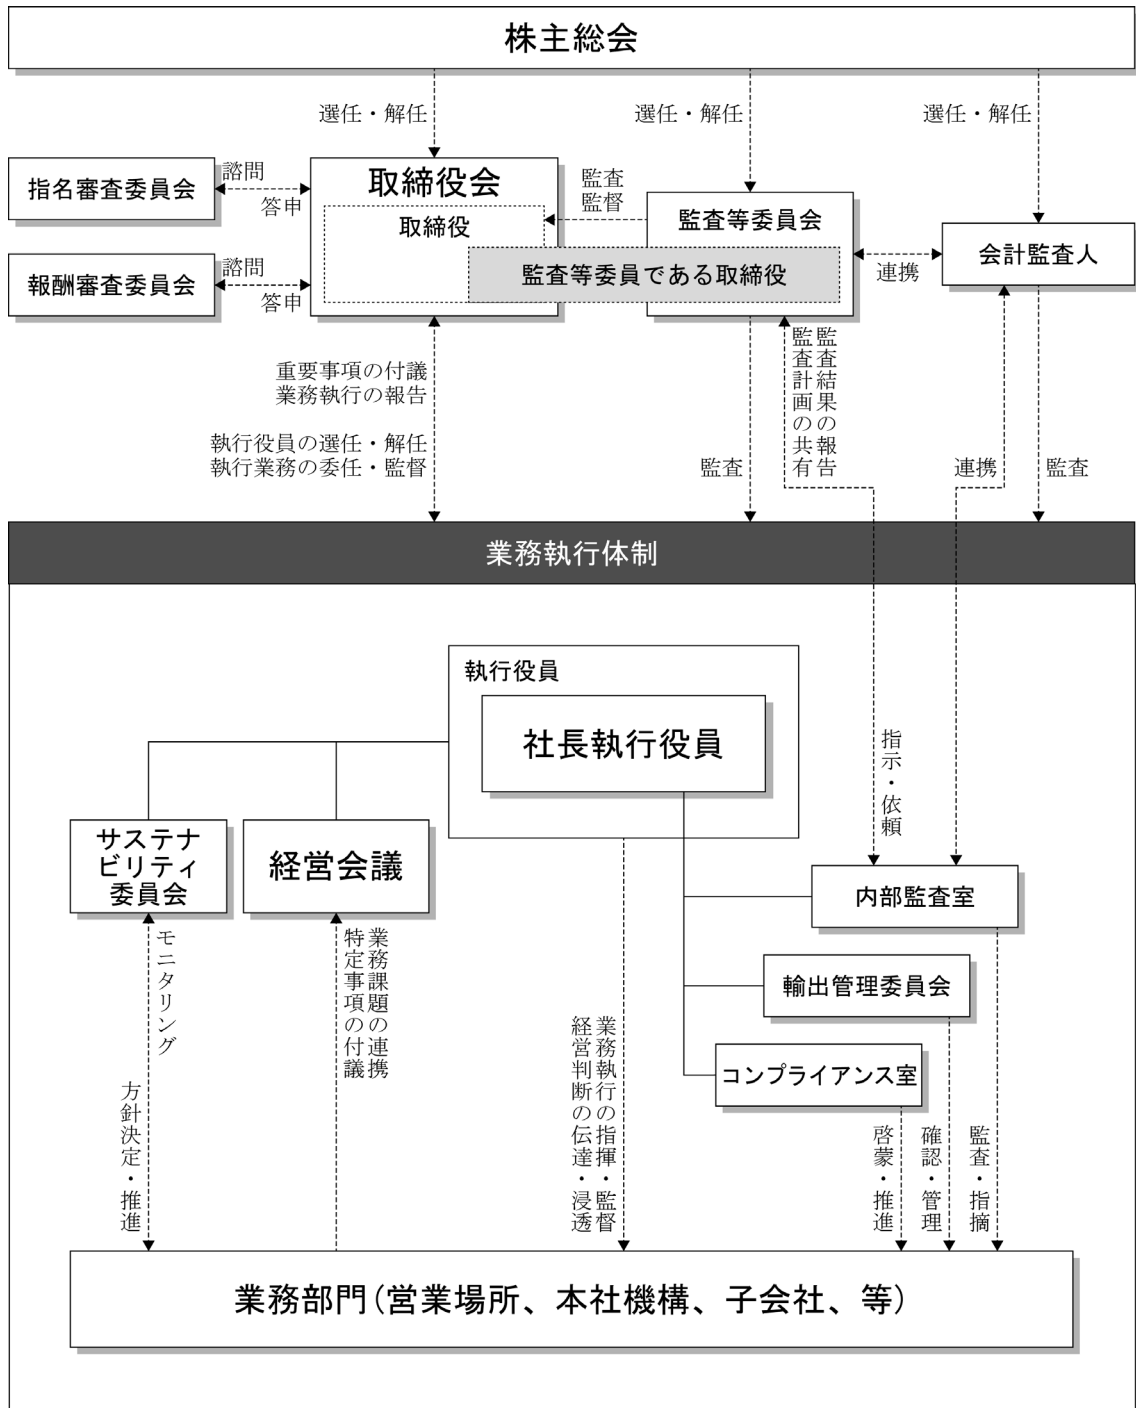 株主総会
選任・解任
選任・解任
選任・解任
指名審査委員会
諮問
答申
取締役会
取締役
監査
監督
監査等委員会
監査等委員である取締役
連携
会計監査人
報酬審査委員会
諮問
答申
重要事項の付議
業務執行の報告
執行役員の選任・解任
執行業務の委任・監督
監査
監査結果の報告
監査計画の共有
連携
監査
業務執行体制
執行役員
社長執行役員
指示・依頼
サステナ
ビリティ
委員会
経営会議
内部監査室
輸出管理委員会
コンプライアンス室
モニタリング
方針決定・推進
業務課題の連携
特定事項の付議
業務執行の指揮・監督
経営判断の伝達・浸透
啓蒙・推進
確認・管理
監査・指摘
業務部門(営業場所、本社機構、子会社、等)